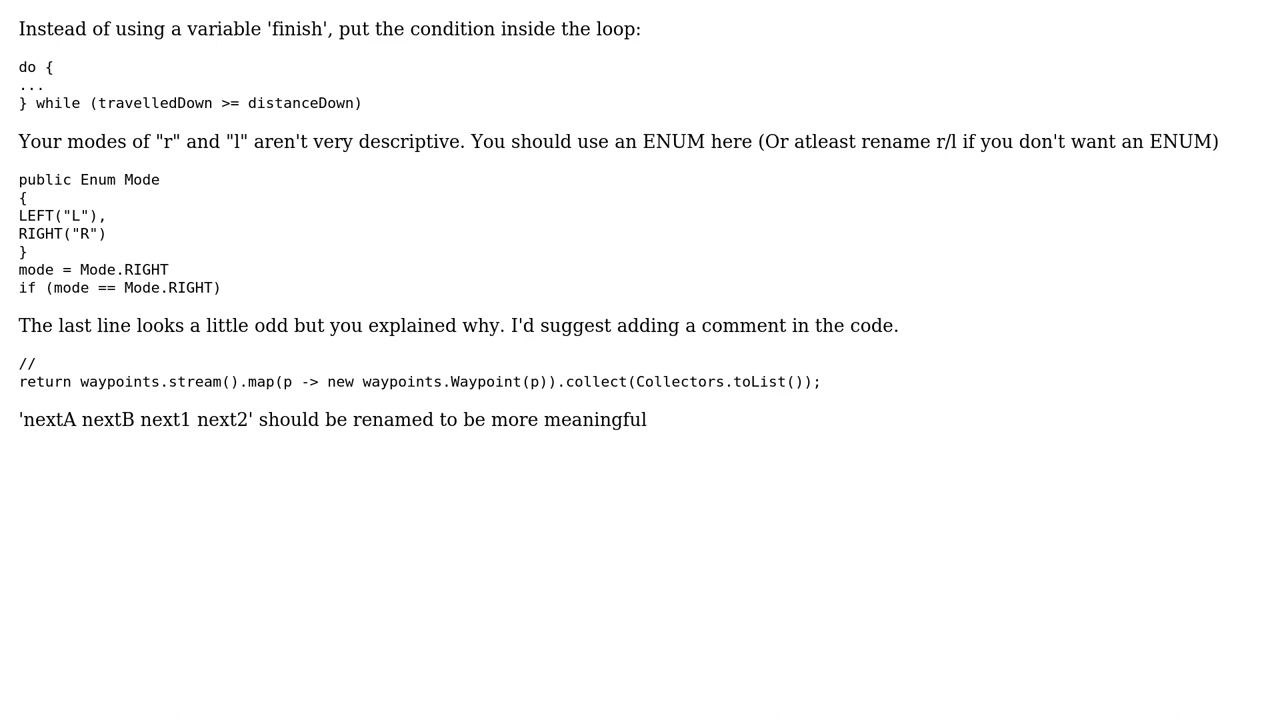 Instead of using a variable 'finish', put the condition inside the loop:
do {
...
} while (travelledDown >= distanceDown)
Your modes of "r" and "l" aren't very descriptive. You should use an ENUM here (Or atleast rename r/l if you don't want an ENUM)
public Enum Mode
{
LEFT("L"),
RIGHT("R")
}
mode = Mode.RIGHT
if (mode == Mode.RIGHT)
The last line looks a little odd but you explained why. I'd suggest adding a comment in the code.
//
return waypoints.stream().map(p -> new waypoints.Waypoint(p)).collect(Collectors.toList());
'nextA nextB next1 next2' should be renamed to be more meaningful